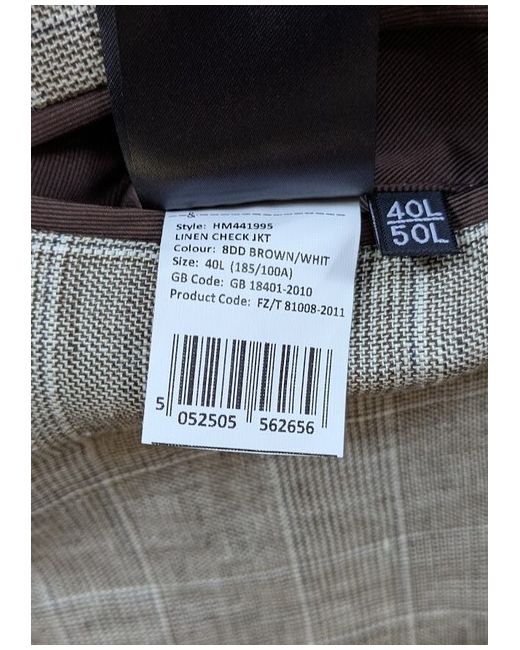 Style: HM441995
LINEN CHECK JKT
Colour: 8DD BROWN/WHIT
Size: 40L (185/100A)
GB Code: GB 18401-2010
Product Code: FZ/T 81008-2011
5 052505 562656
40L
50L